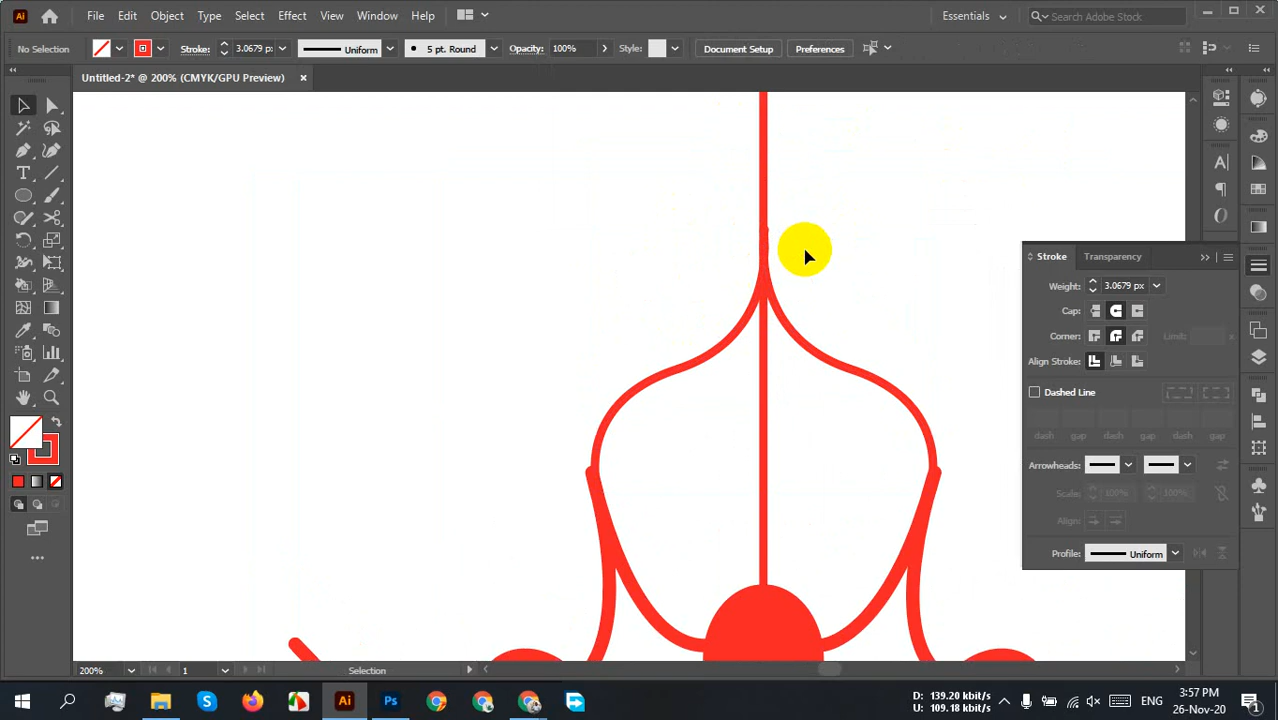 Ai
File Edit Object Type Select Effect View Window Help
Essentials
Search Adobe Stock
No Selection
Stroke: 3.0679 p
Uniform
5 pt. Round
Opacity: 100%
Style:
Document Setup
Preferences
Untitled-2* @ 200% (CMYK/GPU Preview)
Stroke
Transparency
Weight: 3.0679 px
Cap:
Corner:
Limit:
x
Align Stroke:
Dashed Line
dash gap dash gap dash gap
Arrowheads:
Scale: 100% 100%
Align:
Profile: Uniform
200%
1
Selection
Ai
Ps
D: 139.20 kbit/s
U: 109.18 kbit/s
ENG
3:57 PM
26-Nov-20
1